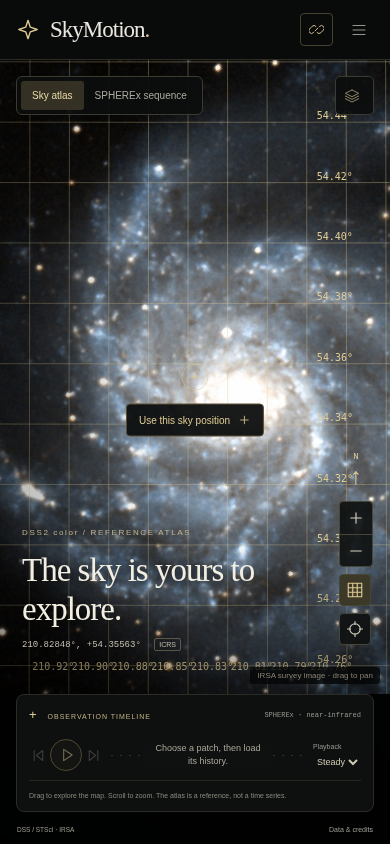 SkyMotion.
Sky atlas
SPHEREx sequence
54.44°
54.42°
54.40°
54.38°
54.36°
Use this sky position +
54.34°
N
54.32°
DSS2 color / REFERENCE ATLAS
The sky is yours to
explore.
210.82848°, +54.35563°
ICRS
54.26°
IRSA survey image · drag to pan
+ OBSERVATION TIMELINE
SPHEREx · near-infrared
Choose a patch, then load
its history.
Playback
Steady
Drag to explore the map. Scroll to zoom. The atlas is a reference, not a time series.
DSS / STScI · IRSA
Data & credits